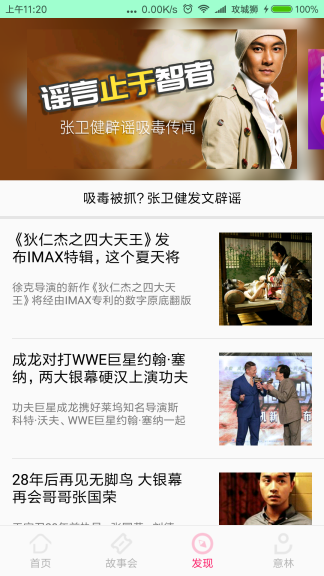 上午11:20
...0.00K/s 攻城狮 100%
谣言止于智者
张卫健辟谣吸毒传闻
吸毒被抓?张卫健发文辟谣
《狄仁杰之四大天王》发
布IMAX特辑，这个夏天将
徐克导演的新作《狄仁杰之四大天
王》将经由IMAX专利的数字原底翻版
成龙对打WWE巨星约翰·塞
纳，两大银幕硬汉上演功夫
功夫巨星成龙携好莱坞知名导演斯
科特·沃夫、WWE巨星约翰·塞纳一起
28年后再见无脚鸟 大银幕
再会哥哥张国荣
首页
故事会
发现
意林